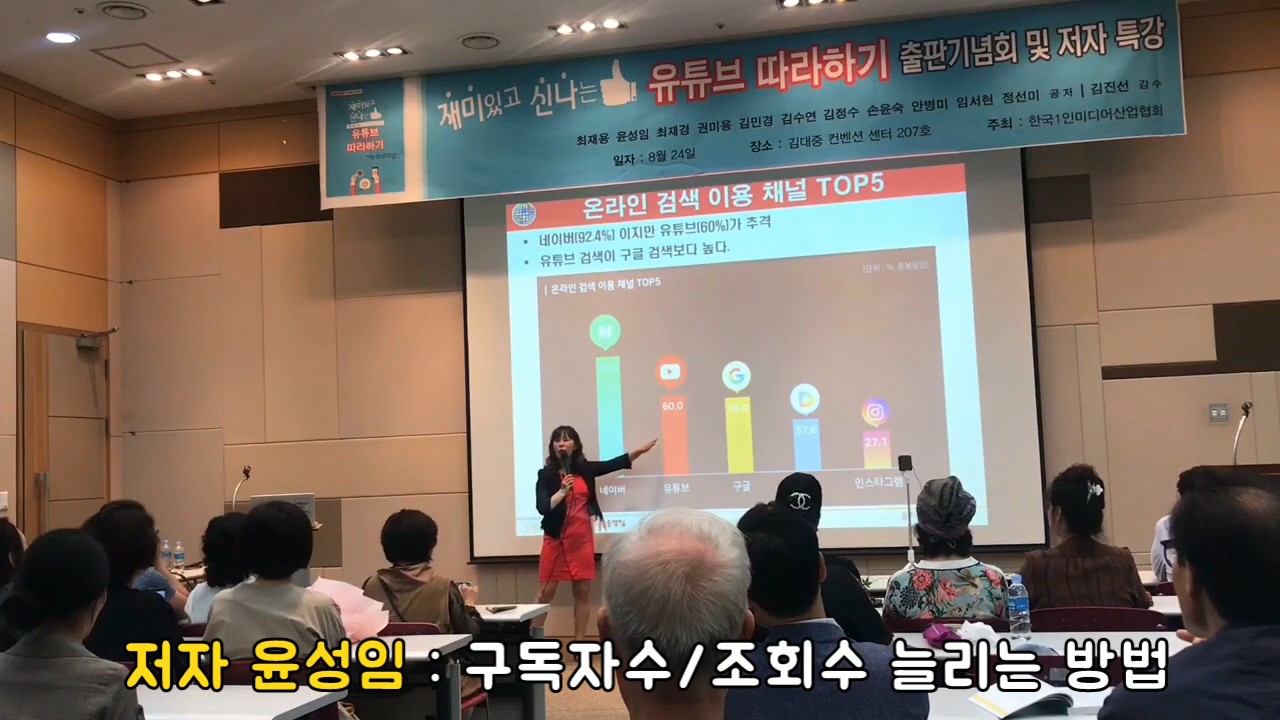 재미있고 신나는 유튜브 따라하기 출판기념회 및 저자 특강
최재용 윤성임 최재경 권미용 김민경 김수연 김정수 손윤숙 안병미 임서현 정선미 공저 | 김진선 감수
일자 : 8월 24일 장소 : 김대중 컨벤션 센터 207호 주최 : 한국1인미디어산업협회
재미있고
신나는
유튜브
따라하기
온라인 검색 이용 채널 TOP5
▪ 네이버(92.4%) 이지만 유튜브(60%)가 추격
▪ 유튜브 검색이 구글 검색보다 높다.
| 온라인 검색 이용 채널 TOP5
(단위 : %, 중복응답)
N
G
60.0
37.6
27.1
네이버 유튜브 구글 인스타그램
저자 윤성임 : 구독자수/조회수 늘리는 방법